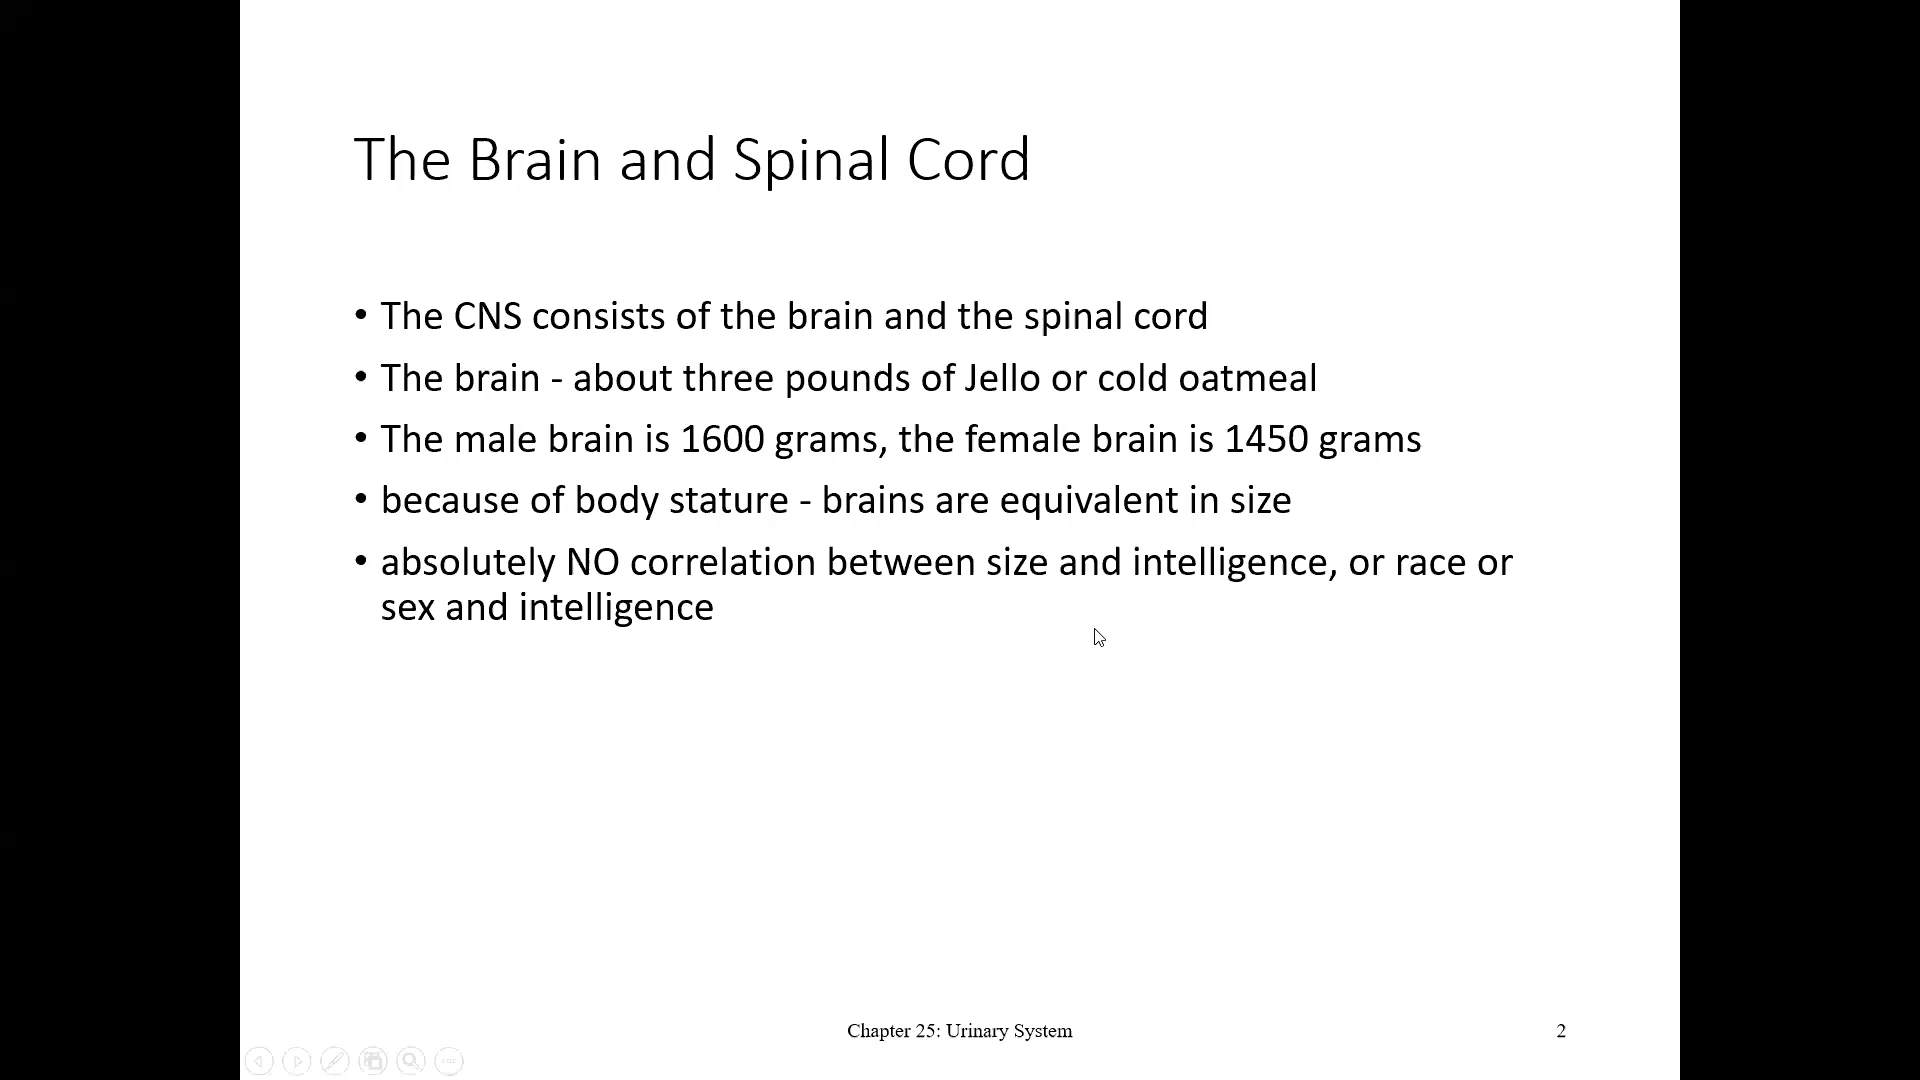 The Brain and Spinal Cord
• The CNS consists of the brain and the spinal cord
• The brain - about three pounds of Jello or cold oatmeal
• The male brain is 1600 grams, the female brain is 1450 grams
• because of body stature - brains are equivalent in size
• absolutely NO correlation between size and intelligence, or race or
sex and intelligence
Chapter 25: Urinary System
2